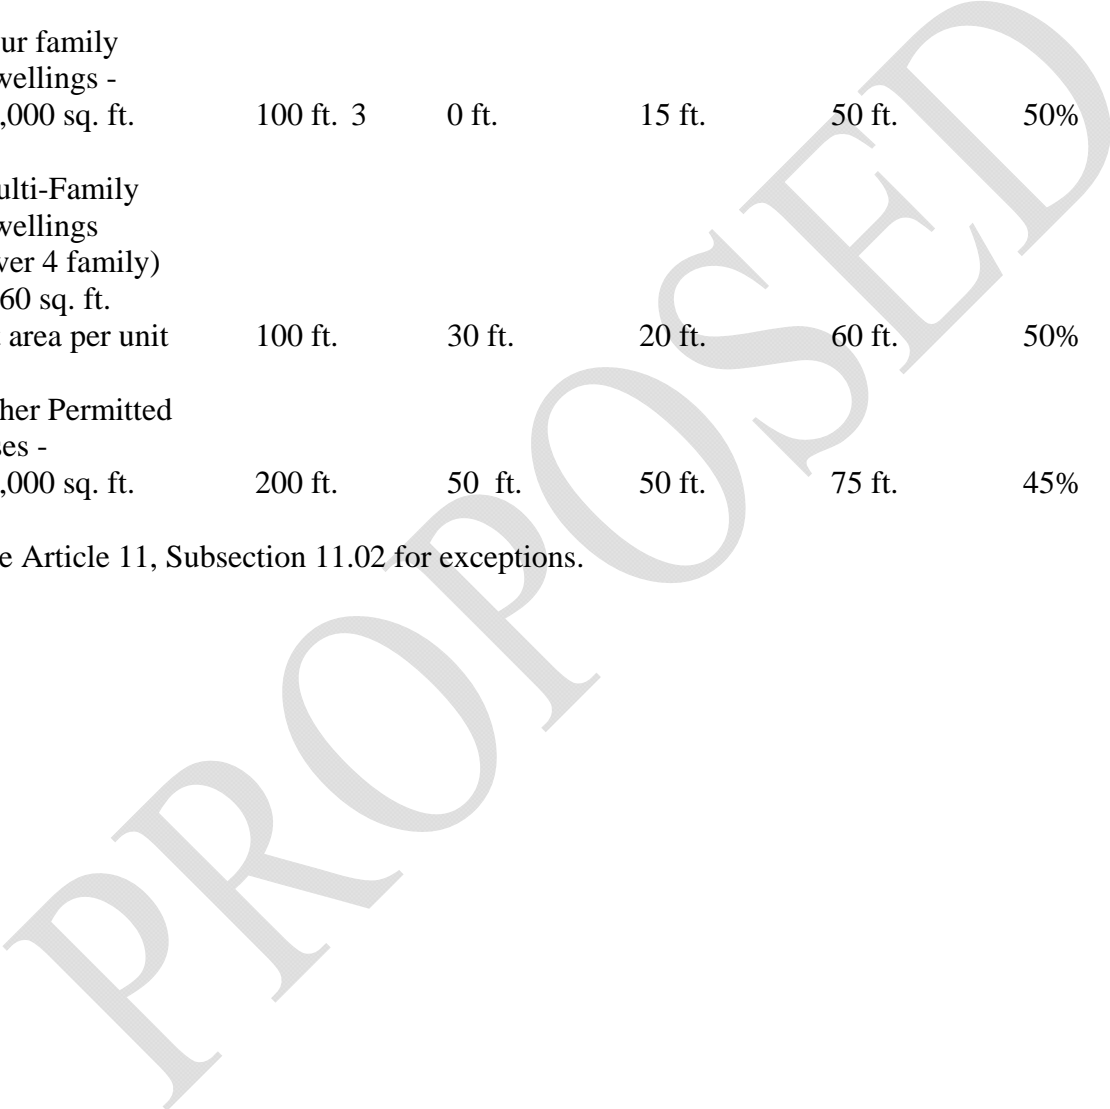 ur family
wellings -
,000 sq. ft. 100 ft. 3 0 ft. 15 ft. 50 ft. 50%
ulti-Family
wellings
ver 4 family)
60 sq. ft.
area per unit 100 ft. 30 ft. 20 ft. 60 ft. 50%
her Permitted
ses -
,000 sq. ft. 200 ft. 50 ft. 50 ft. 75 ft. 45%
e Article 11, Subsection 11.02 for exceptions.
PROPOSED